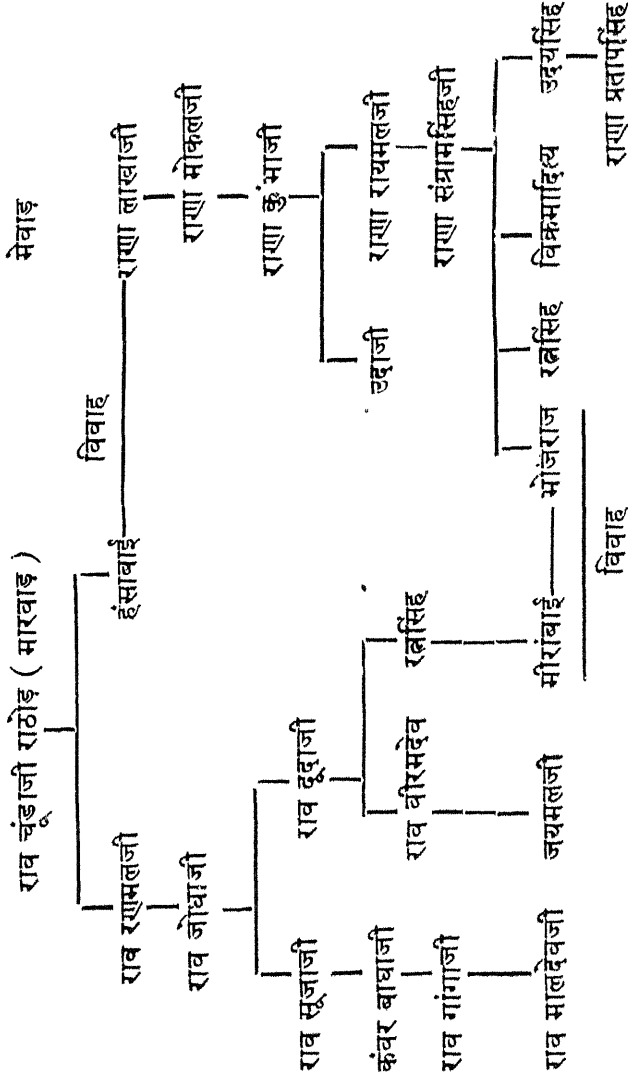 मेवाड़
राव चूंडाजी राठोड़ ( मारवाड़ )
विवाह
राव रणमलजी हंसाबाई राणा लाखाजी
राव जोधाजी राणा मोकलजी
राणा कुंभाजी
राव सूजाजी राव दूदाजी
कंवर बाघाजी राव वीरमदेव रत्नसिंह उदाजी राणा रायमलजी
राव गांगाजी राणा संग्रामसिंहजी
राव मालदेवजी जयमलजी मीराबाई भोजराज रत्नसिंह विक्रमादित्य उदयसिंह
विवाह राणा प्रतापसिंह